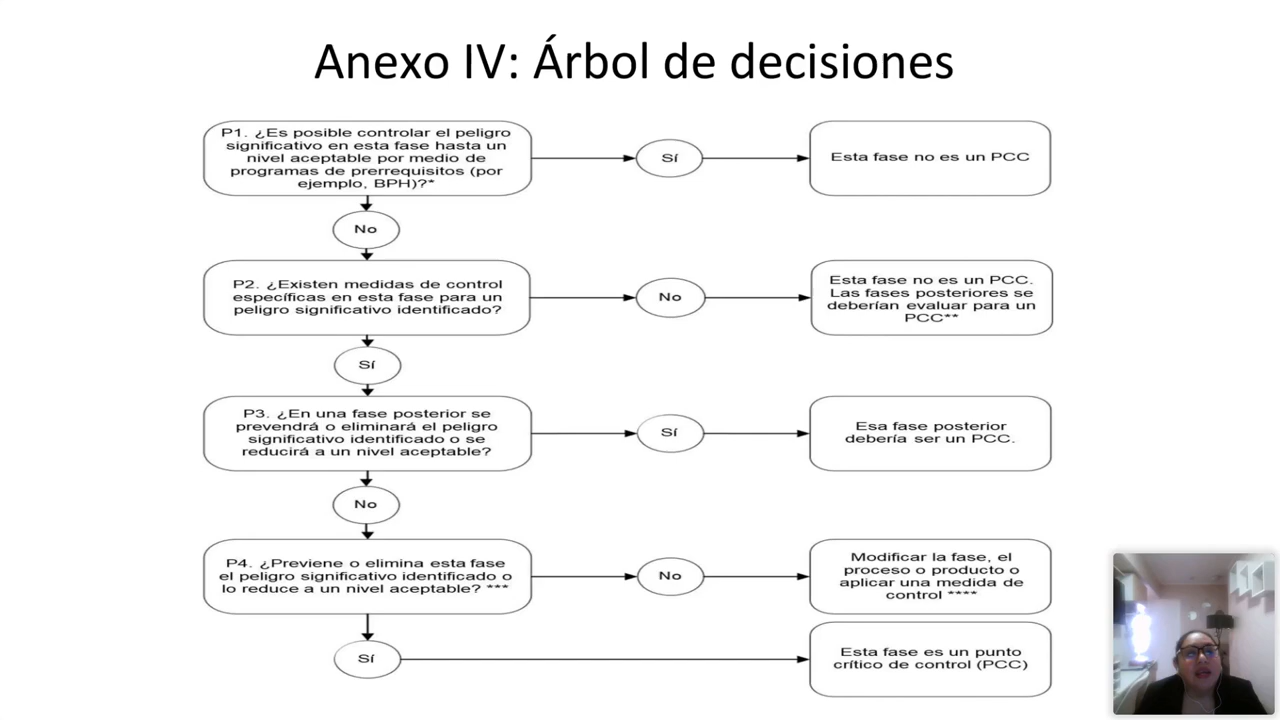 Anexo IV: Árbol de decisiones
P1. ¿Es posible controlar el peligro
significativo en esta fase hasta un
nivel aceptable por medio de
programas de prerrequisitos (por
ejemplo, BPH)?*
Sí
Esta fase no es un PCC
No
P2. ¿Existen medidas de control
específicas en esta fase para un
peligro significativo identificado?
No
Esta fase no es un PCC.
Las fases posteriores se
deberían evaluar para un
PCC**
Sí
P3. ¿En una fase posterior se
prevendrá o eliminará el peligro
significativo identificado o se
reducirá a un nivel aceptable?
Sí
Esa fase posterior
debería ser un PCC.
No
P4. ¿Previene o elimina esta fase
el peligro significativo identificado o
lo reduce a un nivel aceptable? ***
No
Modificar la fase, el
proceso o producto o
aplicar una medida de
control ****
Sí
Esta fase es un punto
crítico de control (PCC)